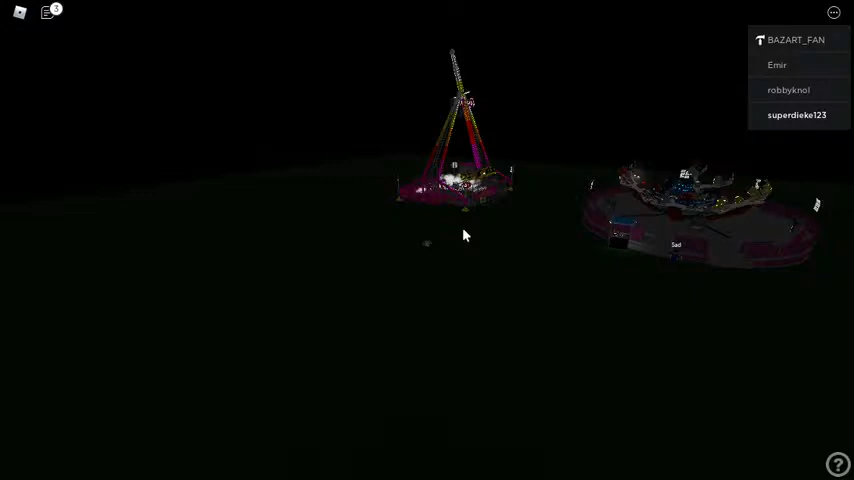 3
BAZART_FAN
Emir
robbyknol
superdieke123
Sad
?